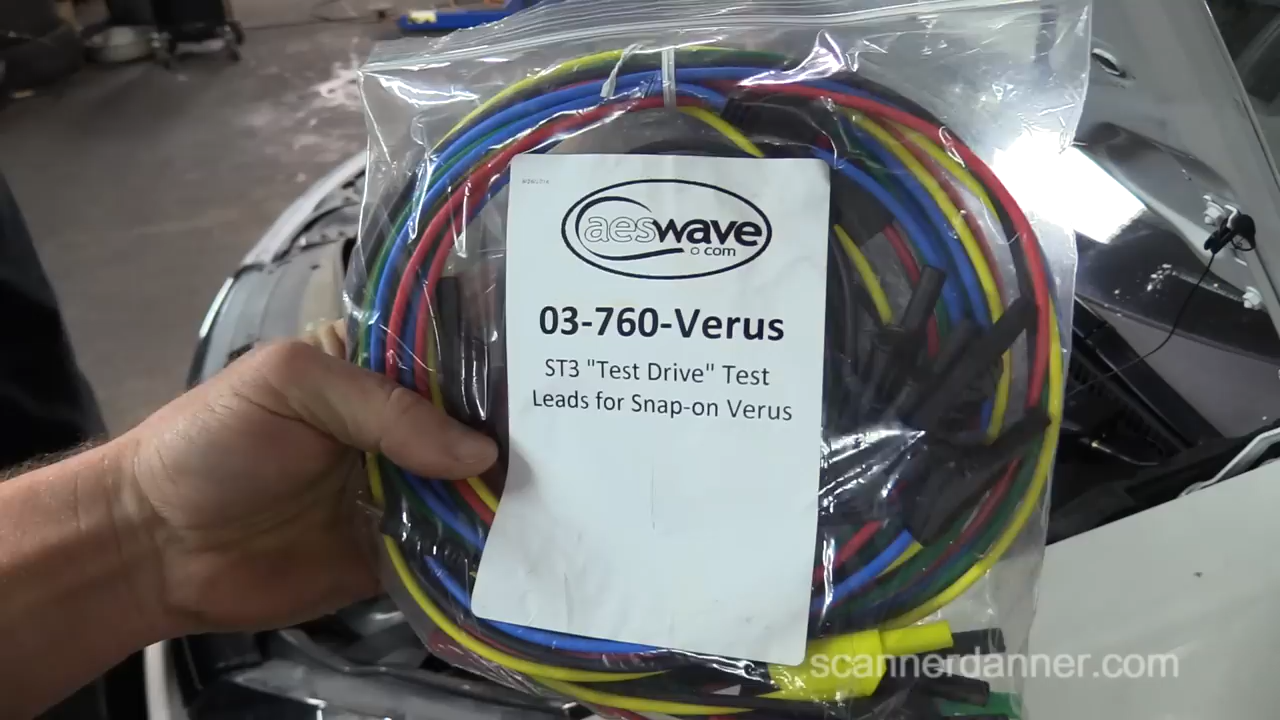 aeswave
com
03-760-Verus
ST3 "Test Drive" Test
Leads for Snap-on Verus
scannerdanner.com